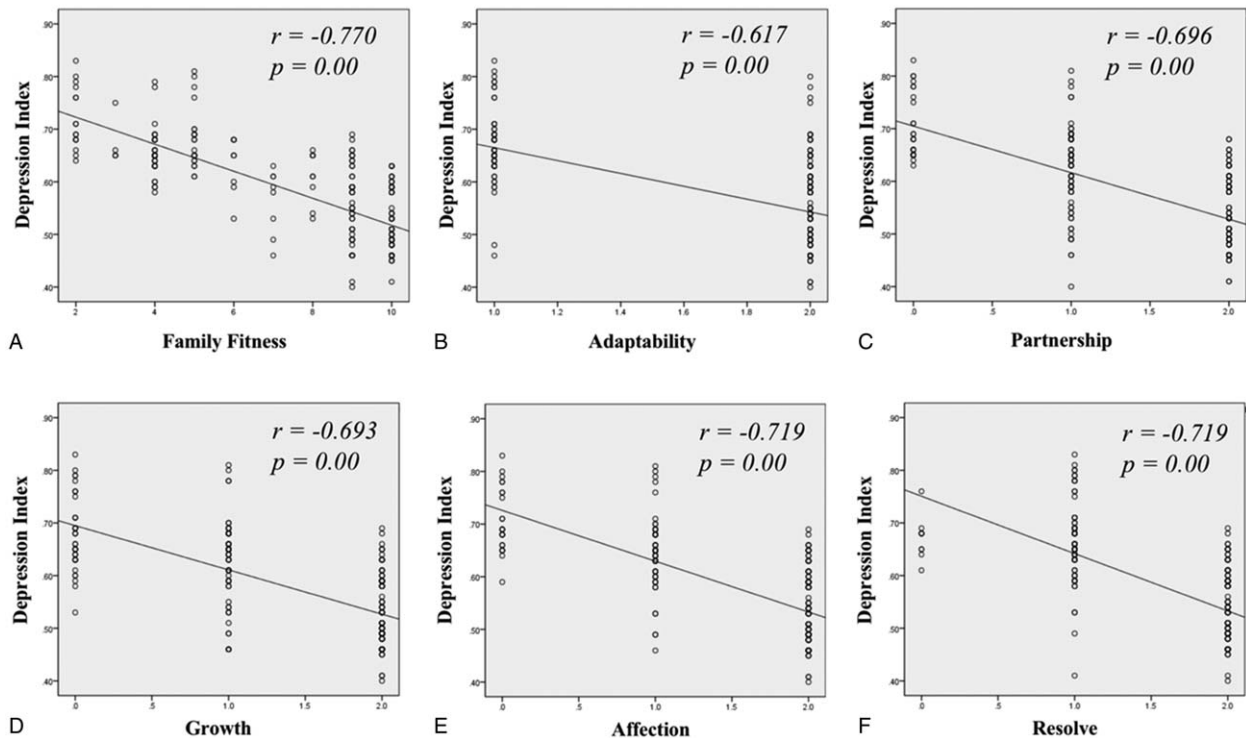 r = -0.770
p = 0.00
Depression Index
.90
.80
.70
.60
.50
.40
2
4
6
8
10
A
Family Fitness
r = -0.617
p = 0.00
Depression Index
.90
.80
.70
.60
.50
.40
1.0
1.2
1.4
1.6
1.8
2.0
B
Adaptability
r = -0.696
p = 0.00
Depression Index
.90
.80
.70
.60
.50
.40
.0
.5
1.0
1.5
2.0
C
Partnership
r = -0.693
p = 0.00
Depression Index
.90
.80
.70
.60
.50
.40
.0
.5
1.0
1.5
2.0
D
Growth
r = -0.719
p = 0.00
Depression Index
.90
.80
.70
.60
.50
.40
.0
.5
1.0
1.5
2.0
E
Affection
r = -0.719
p = 0.00
Depression Index
.90
.80
.70
.60
.50
.40
.0
.5
1.0
1.5
2.0
F
Resolve